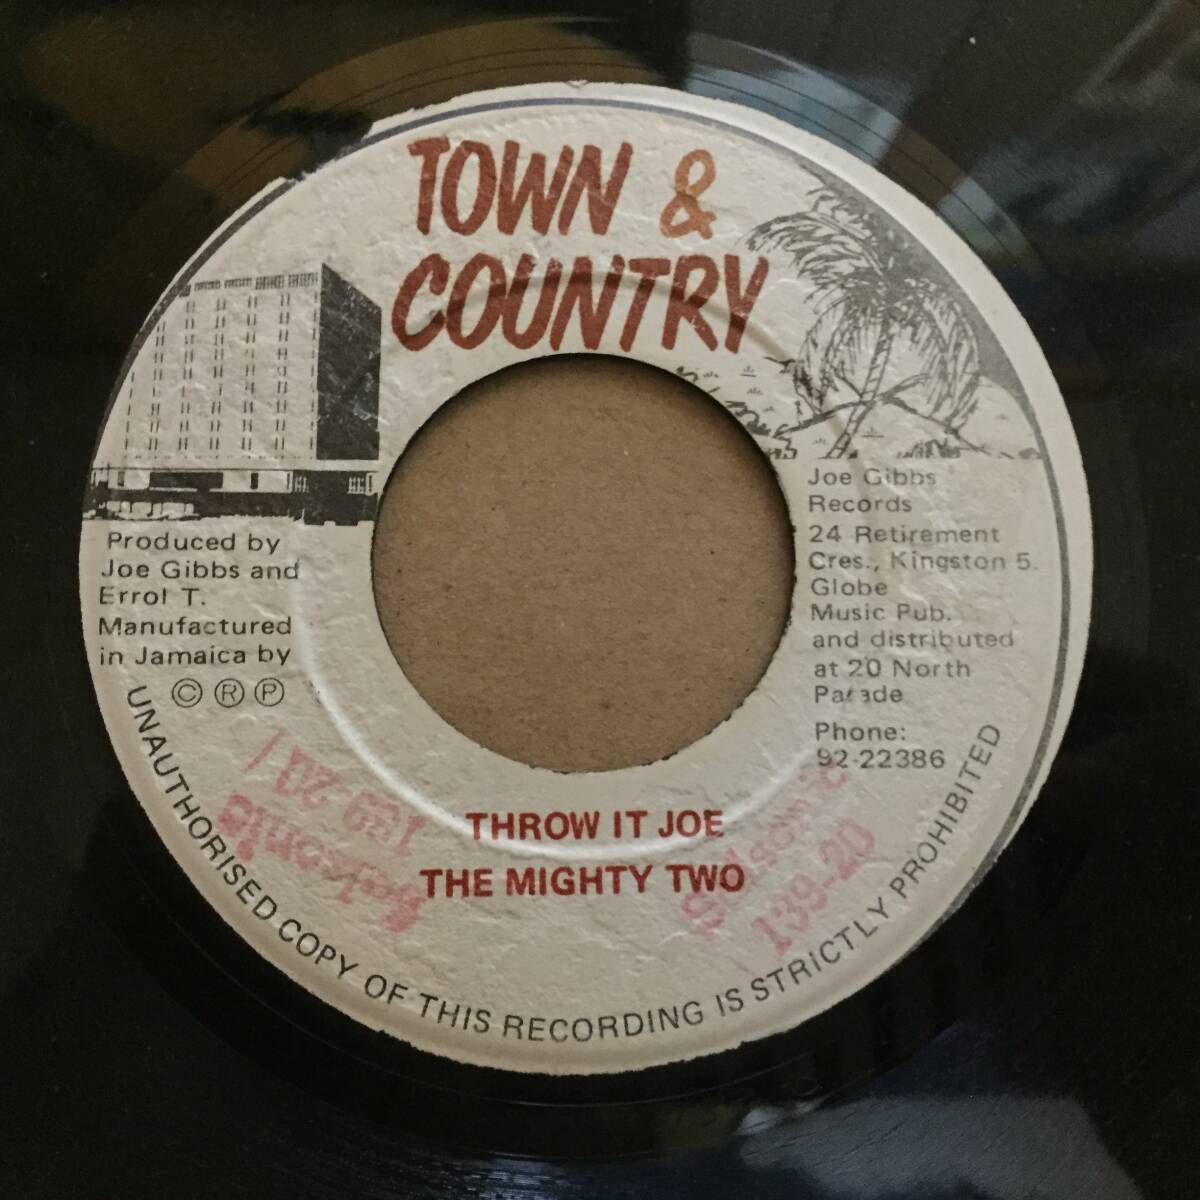 TOWN &
COUNTRY
Produced by
Joe Gibbs and
Errol T.
Manufactured
in Jamaica by
© Ⓡ Ⓟ
Joe Gibbs
Records
24 Retirement
Cres., Kingston 5.
Globe
Music Pub.
and distributed
at 20 North
Parade
Phone:
92-22386
THROW IT JOE
THE MIGHTY TWO
139-20
UNAUTHORISED COPY OF THIS RECORDING IS STRICTLY PROHIBITED